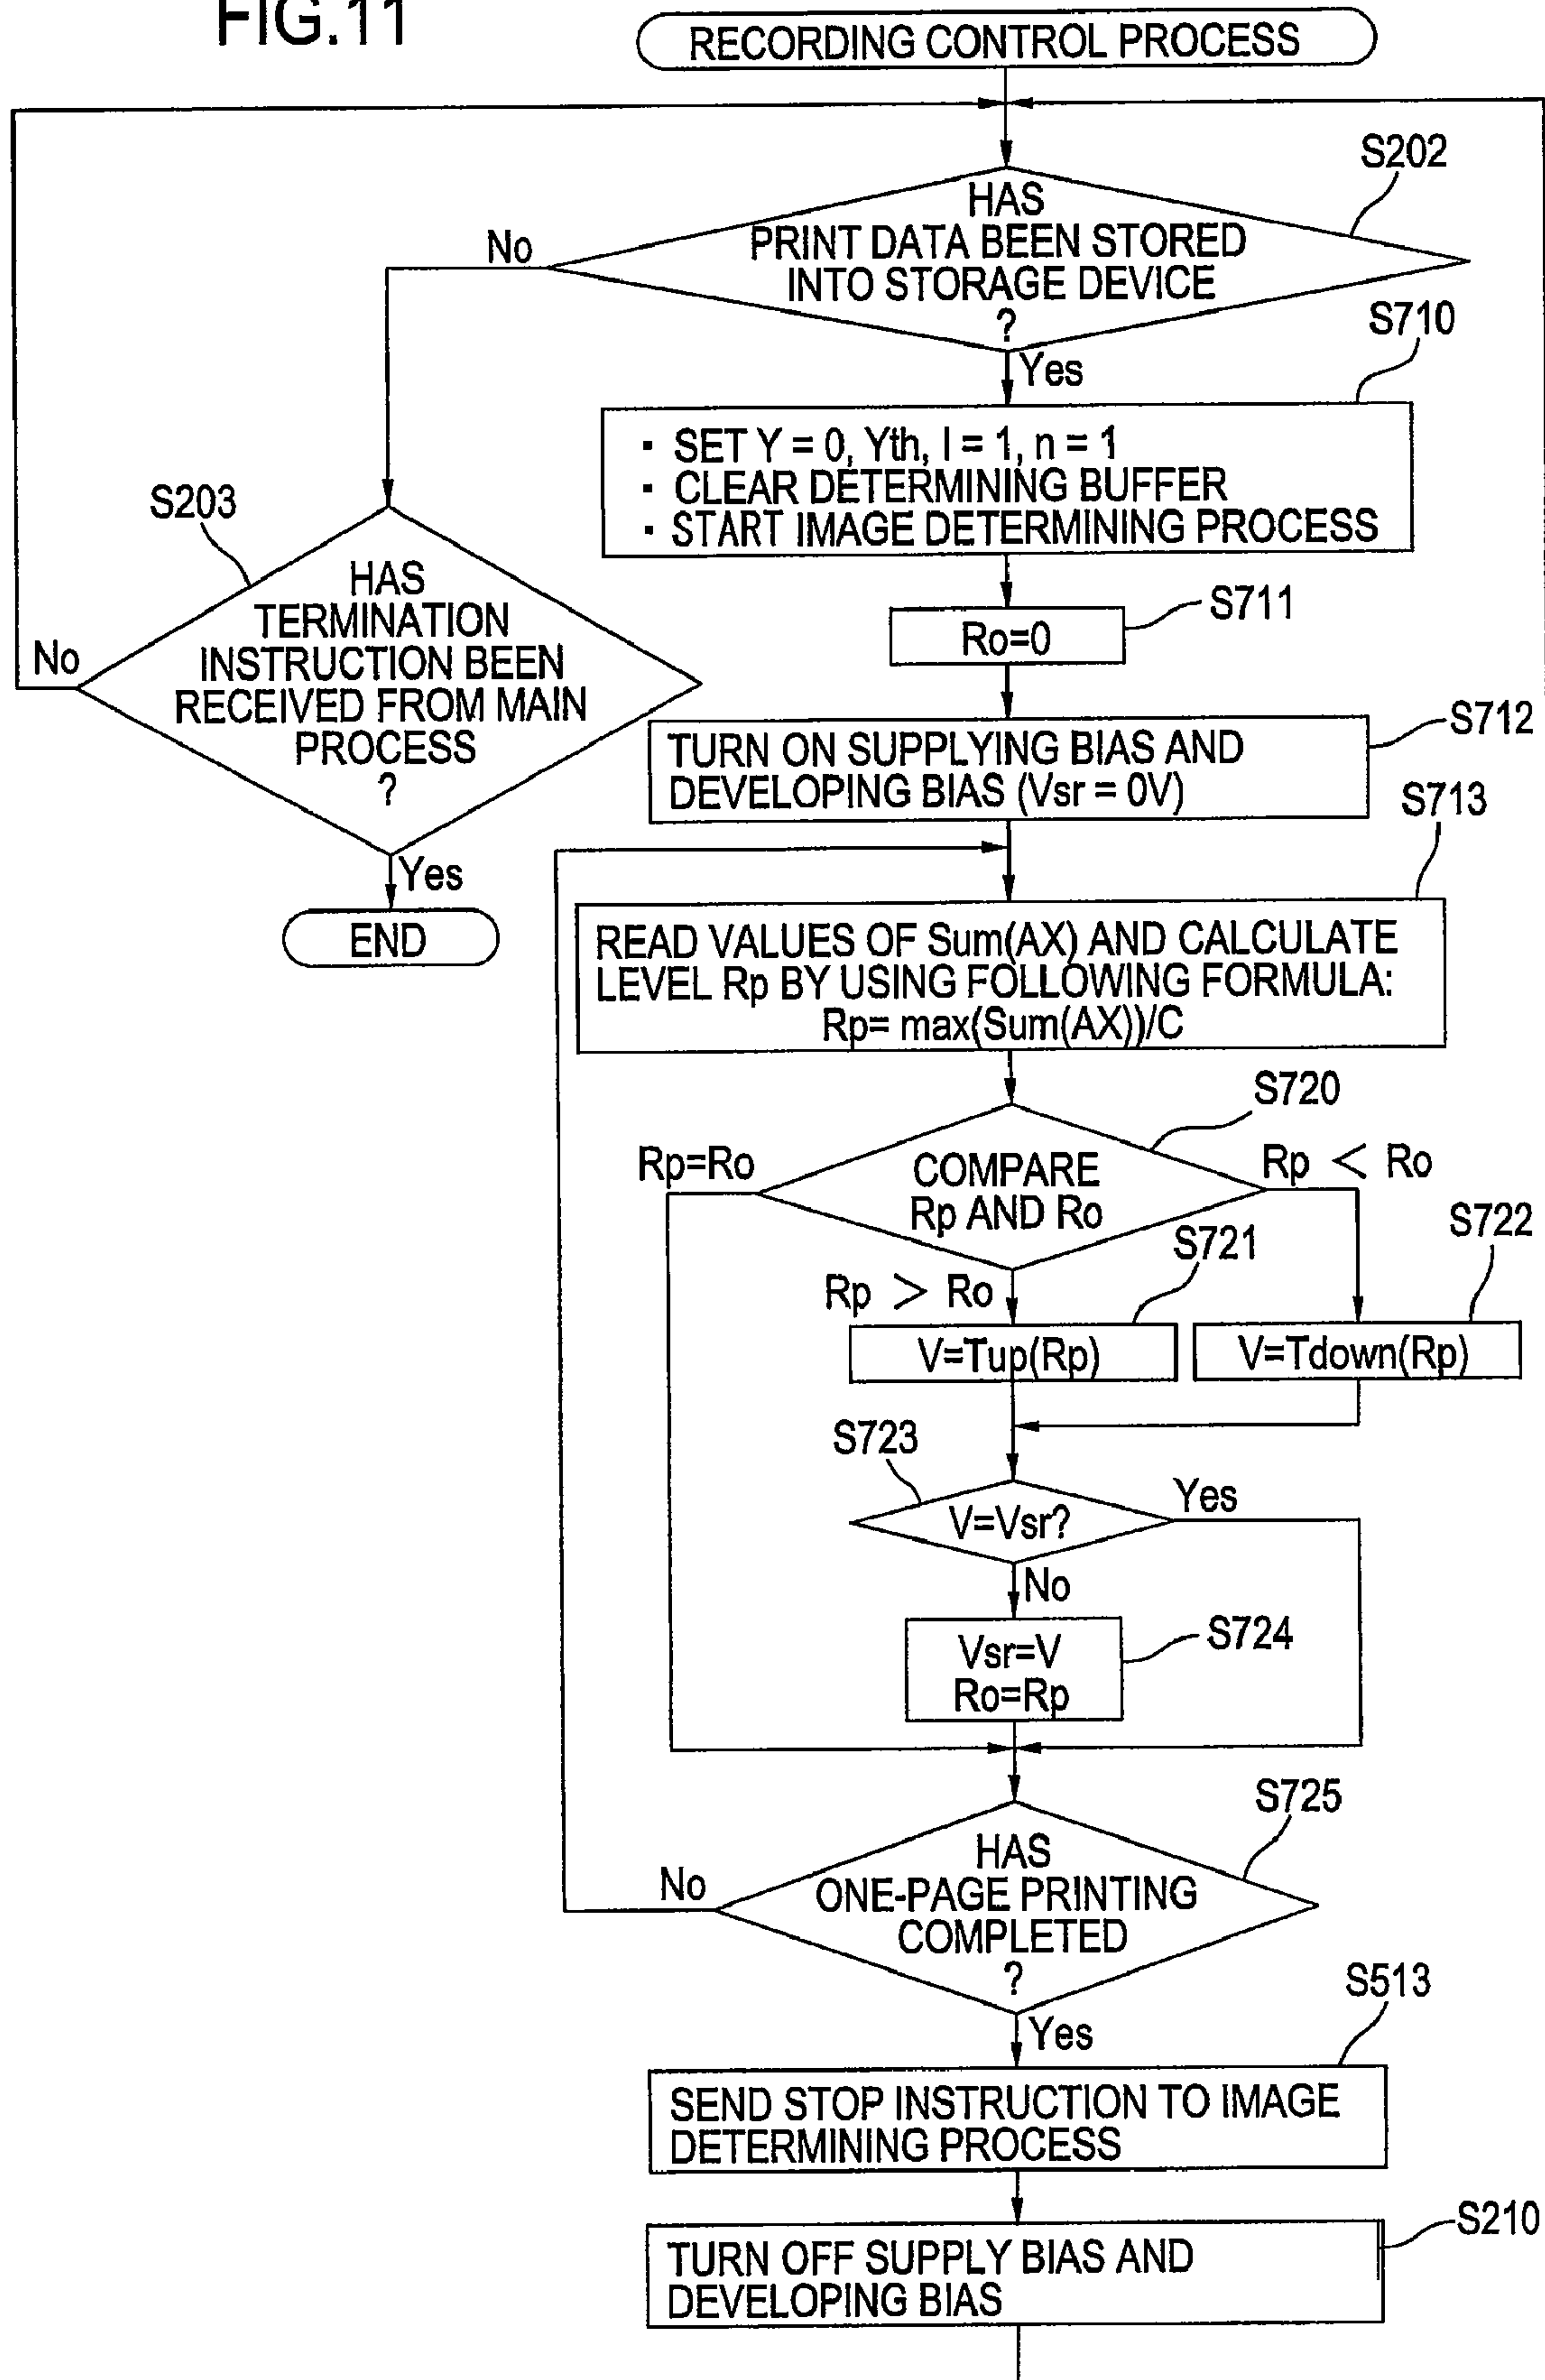 FIG.11
RECORDING CONTROL PROCESS
S202
HAS
PRINT DATA BEEN STORED
INTO STORAGE DEVICE
?
No
Yes
S710
· SET Y = 0, Yth, I = 1, n = 1
· CLEAR DETERMINING BUFFER
· START IMAGE DETERMINING PROCESS
S203
HAS
TERMINATION
INSTRUCTION BEEN
RECEIVED FROM MAIN
PROCESS
?
No
Yes
END
S711
Ro=0
S712
TURN ON SUPPLYING BIAS AND
DEVELOPING BIAS (Vsr = 0V)
S713
READ VALUES OF Sum(AX) AND CALCULATE
LEVEL Rp BY USING FOLLOWING FORMULA:
Rp= max(Sum(AX))/C
S720
COMPARE
Rp AND Ro
Rp=Ro
Rp < Ro
Rp > Ro
S721
V=Tup(Rp)
S722
V=Tdown(Rp)
S723
V=Vsr?
Yes
No
S724
Vsr=V
Ro=Rp
S725
HAS
ONE-PAGE PRINTING
COMPLETED
?
No
Yes
S513
SEND STOP INSTRUCTION TO IMAGE
DETERMINING PROCESS
S210
TURN OFF SUPPLY BIAS AND
DEVELOPING BIAS